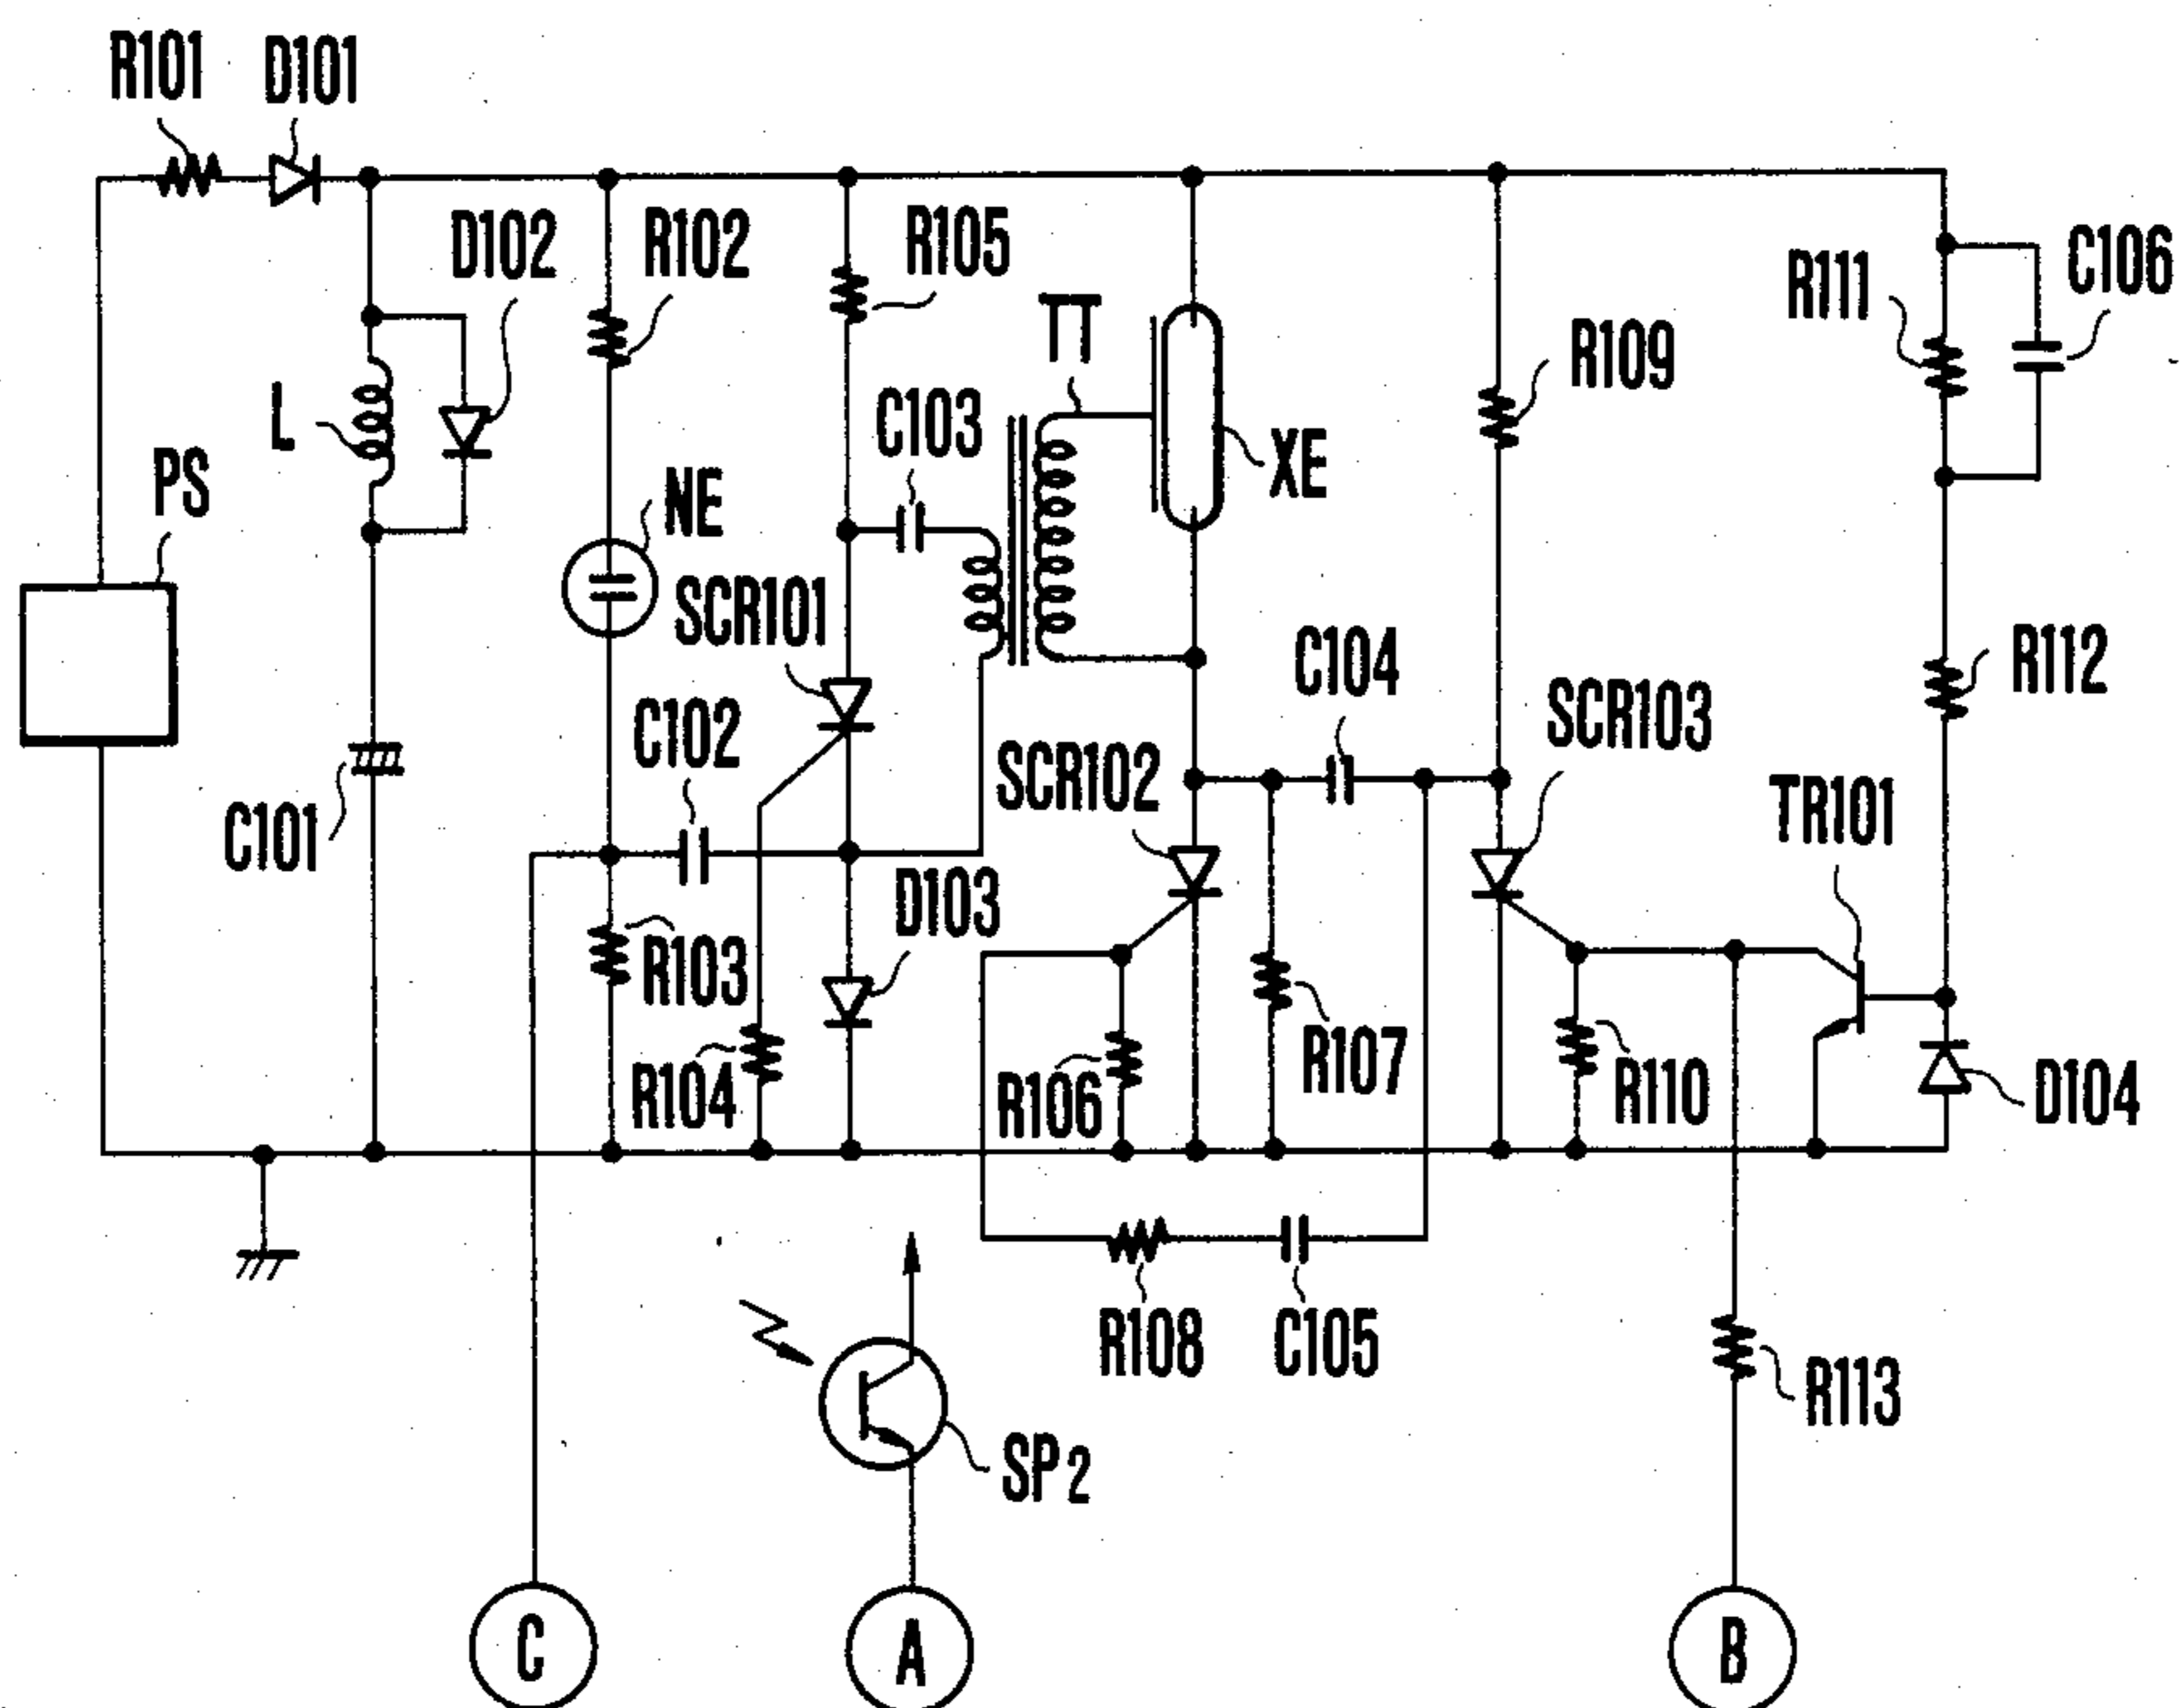 R101
D101
D102
R102
R105
C106
R111
TT
R109
L
C103
XE
PS
NE
SCR101
R112
C104
SCR103
C102
SCR102
TR101
C101
D103
R103
R107
R104
R106
R110
D104
R108
C105
R113
SP2
C
A
B